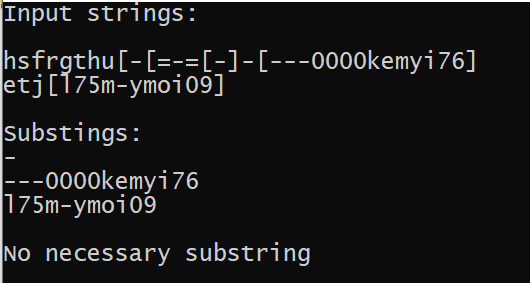 Input strings:
hsfrgthu[-[=-=[-]-[---0000kemyi76]
etj[l75m-ymoi09]
Substings:
-
---0000kemyi76
l75m-ymoi09
No necessary substring